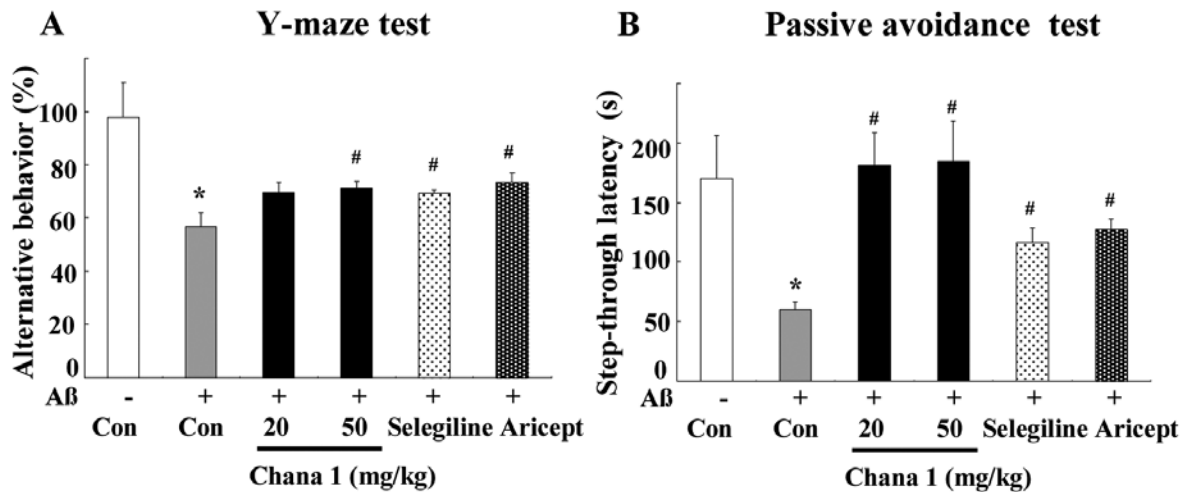 A Y-maze test
Alternative behavior (%)
100
80
60
40
20
0
*
#
#
#
Aß - + + + + +
Con Con 20 50 Selegiline Aricept
Chana 1 (mg/kg)
B Passive avoidance test
Step-through latency (s)
200
150
100
50
0
*
#
#
#
#
Aß - + + + + +
Con Con 20 50 Selegiline Aricept
Chana 1 (mg/kg)